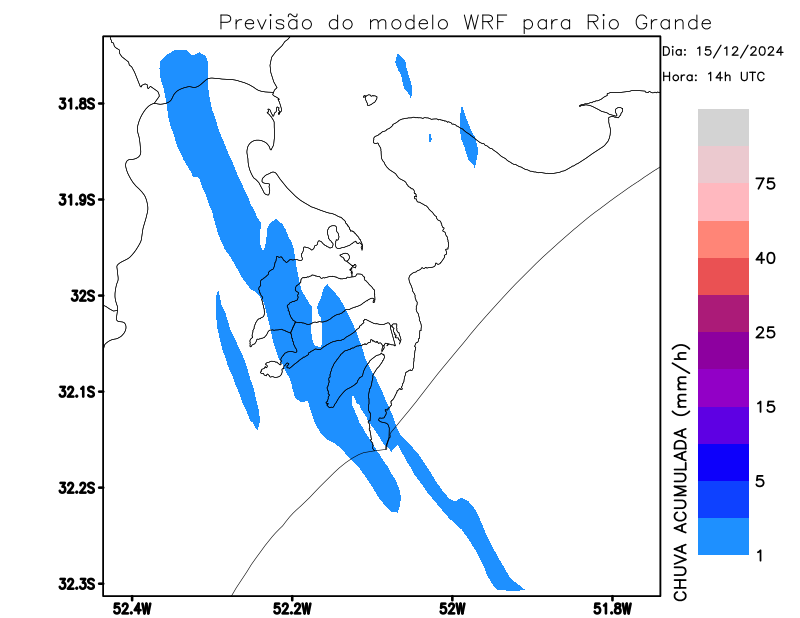 Previsão do modelo WRF para Rio Grande
Dia: 15/12/2024
Hora: 14h UTC
31.8S
31.9S
32S
32.1S
32.2S
32.3S
52.4W
52.2W
52W
51.8W
75
40
25
15
5
1
CHUVA ACUMULADA (mm/h)